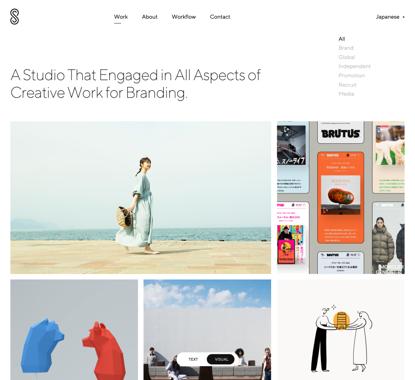 Work
About
Workflow
Contact
Japanese
All
Brand
Global
Independent
Promotion
Recruit
Media
A Studio That Engaged in All Aspects of
Creative Work for Branding.
BRUTUS
BRUTUS
TEXT
VISUAL